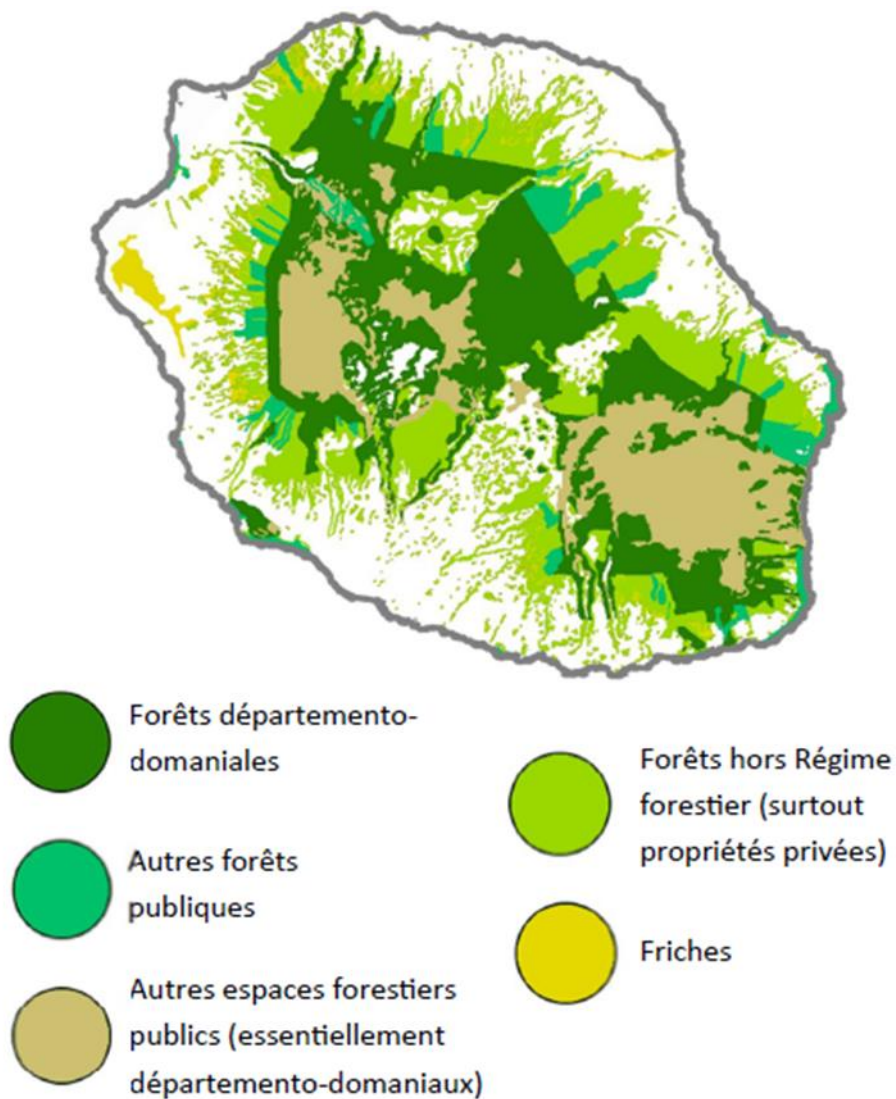 Forêts départemento-
domaniales
Autres forêts
publiques
Autres espaces forestiers
publics (essentiellement
départemento-domaniaux)
Forêts hors Régime
forestier (surtout
propriétés privées)
Friches